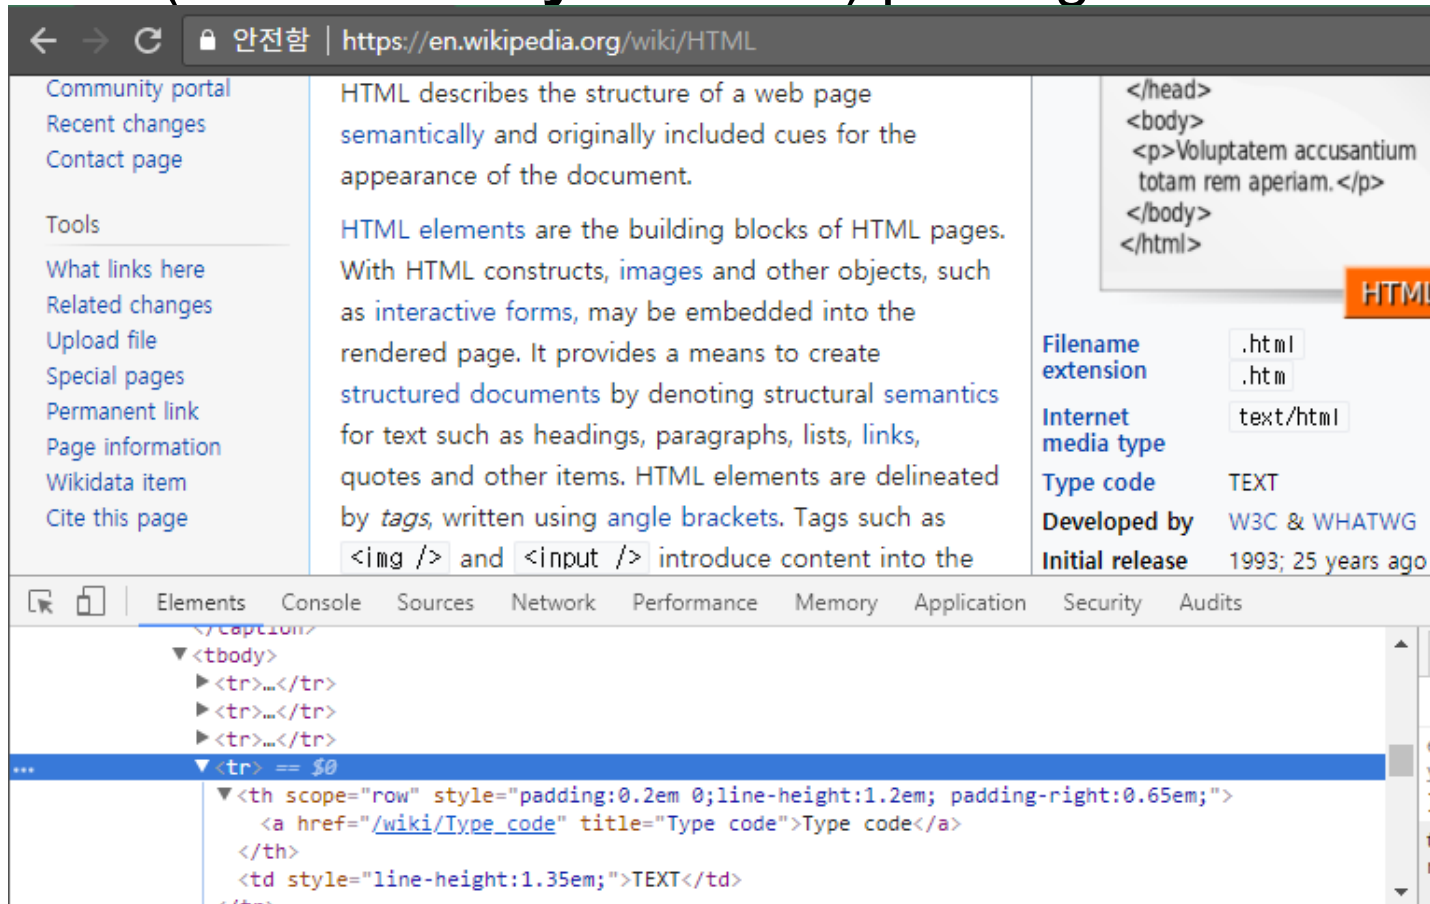 안전함 | https://en.wikipedia.org/wiki/HTML
Community portal
Recent changes
Contact page
Tools
What links here
Related changes
Upload file
Special pages
Permanent link
Page information
Wikidata item
Cite this page
HTML describes the structure of a web page
semantically and originally included cues for the
appearance of the document.
HTML elements are the building blocks of HTML pages.
With HTML constructs, images and other objects, such
as interactive forms, may be embedded into the
rendered page. It provides a means to create
structured documents by denoting structural semantics
for text such as headings, paragraphs, lists, links,
quotes and other items. HTML elements are delineated
by tags, written using angle brackets. Tags such as
<img /> and <input /> introduce content into the
</head>
<body>
<p>Voluptatem accusantium
totam rem aperiam.</p>
</body>
</html>
HTML
Filename extension .html
.htm
Internet media type text/html
Type code TEXT
Developed by W3C & WHATWG
Initial release 1993; 25 years ago
Elements Console Sources Network Performance Memory Application Security Audits
</caption>
▼<tbody>
▶<tr>…</tr>
▶<tr>…</tr>
▶<tr>…</tr>
... ▼<tr> == $0
▼<th scope="row" style="padding:0.2em 0;line-height:1.2em; padding-right:0.65em;">
<a href="/wiki/Type_code" title="Type code">Type code</a>
</th>
<td style="line-height:1.35em;">TEXT</td>
</tr>